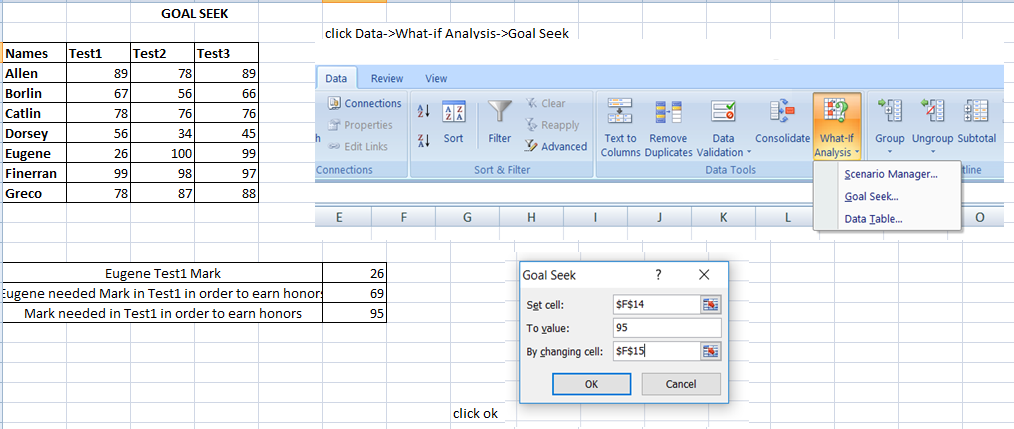 GOAL SEEK
click Data->What-if Analysis->Goal Seek
Names Test1 Test2 Test3
Allen 89 78 89
Borlin 67 56 66
Catlin 78 76 76
Dorsey 56 34 45
Eugene 26 100 99
Finerran 99 98 97
Greco 78 87 88
Data Review View
Connections
Properties
Edit Links
Connections
A Z
Z A
A Z
Z A
Sort
Filter
Clear
Reapply
Advanced
Sort & Filter
Text to
Columns
Remove
Duplicates
Data
Validation
Consolidate
What-If
Analysis
Data Tools
Group
Ungroup
Subtotal
tline
Scenario Manager...
Goal Seek...
Data Table...
E F G H I J K L O
Eugene Test1 Mark 26
Eugene needed Mark in Test1 in order to earn honors 69
Mark needed in Test1 in order to earn honors 95
Goal Seek ?
Set cell: $F$14
To value: 95
By changing cell: $F$15
OK Cancel
click ok